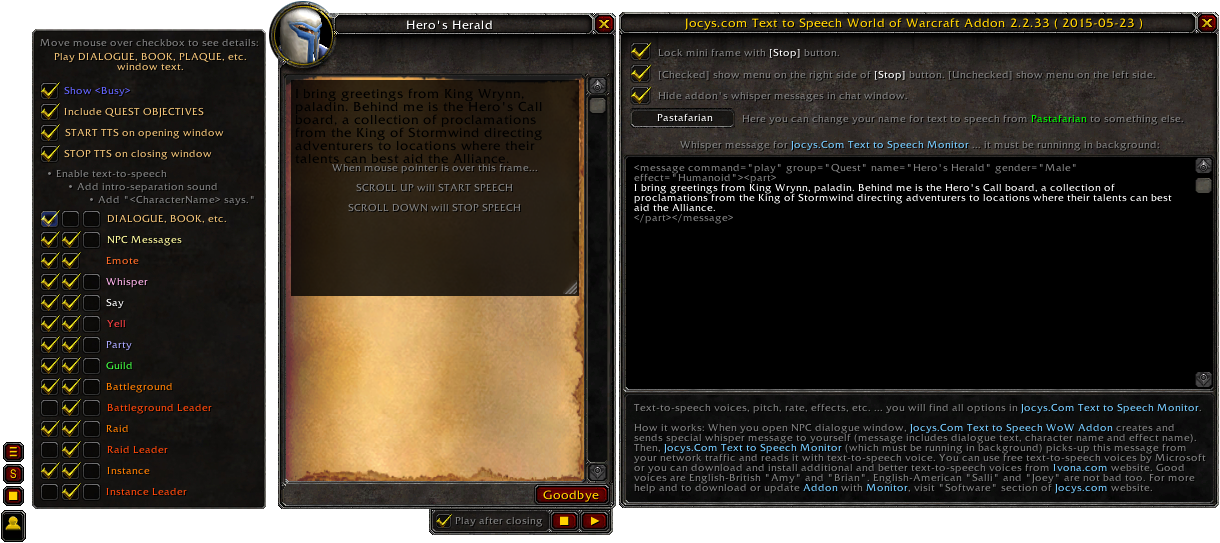 Move mouse over checkbox to see details:
Play DIALOGUE, BOOK, PLAQUE, etc.
window text.
Show <Busy>
Include QUEST OBJECTIVES
START TTS on opening window
STOP TTS on closing window
• Enable text-to-speech
• Add intro-separation sound
• Add "<CharacterName> says."
DIALOGUE, BOOK, etc.
NPC Messages
Emote
Whisper
Say
Yell
Party
Guild
Battleground
Battleground Leader
Raid
Raid Leader
Instance
Instance Leader
S
Hero's Herald
I bring greetings from King Wrynn,
paladin. Behind me is the Hero's Call
board, a collection of proclamations
from the King of Stormwind directing
adventurers to locations where their
talents can best aid the Alliance.
When mouse pointer is over this frame...
SCROLL UP will START SPEECH
SCROLL DOWN will STOP SPEECH
Goodbye
Play after closing
Jocys.com Text to Speech World of Warcraft Addon 2.2.33 ( 2015-05-23 )
Lock mini frame with [Stop] button.
[Checked] show menu on the right side of [Stop] button. [Unchecked] show menu on the left side.
Hide addon's whisper messages in chat window.
Pastafarian
Here you can change your name for text to speech from Pastafarian to something else.
Whisper message for Jocys.Com Text to Speech Monitor ... it must be runnning in background:
<message command="play" group="Quest" name="Hero's Herald" gender="Male"
effect="Humanoid"><part>
I bring greetings from King Wrynn, paladin. Behind me is the Hero's Call board, a collection of
proclamations from the King of Stormwind directing adventurers to locations where their talents can best
aid the Alliance.
</part></message>
Text-to-speech voices, pitch, rate, effects, etc. ... you will find all options in Jocys.Com Text to Speech Monitor.
How it works: When you open NPC dialogue window, Jocys.Com Text to Speech WoW Addon creates and
sends special whisper message to yourself (message includes dialogue text, character name and effect name).
Then, Jocys.Com Text to Speech Monitor (which must be running in background) picks-up this message from
your network traffic and reads it with text-to-speech voice. You can use free text-to-speech voices by Microsoft
or you can download and install additional and better text-to-speech voices from Ivona.com website. Good
voices are English-British "Amy" and "Brian". English-American "Salli" and "Joey" are not bad too. For more
help and to download or update Addon with Monitor, visit "Software" section of Jocys.com website.